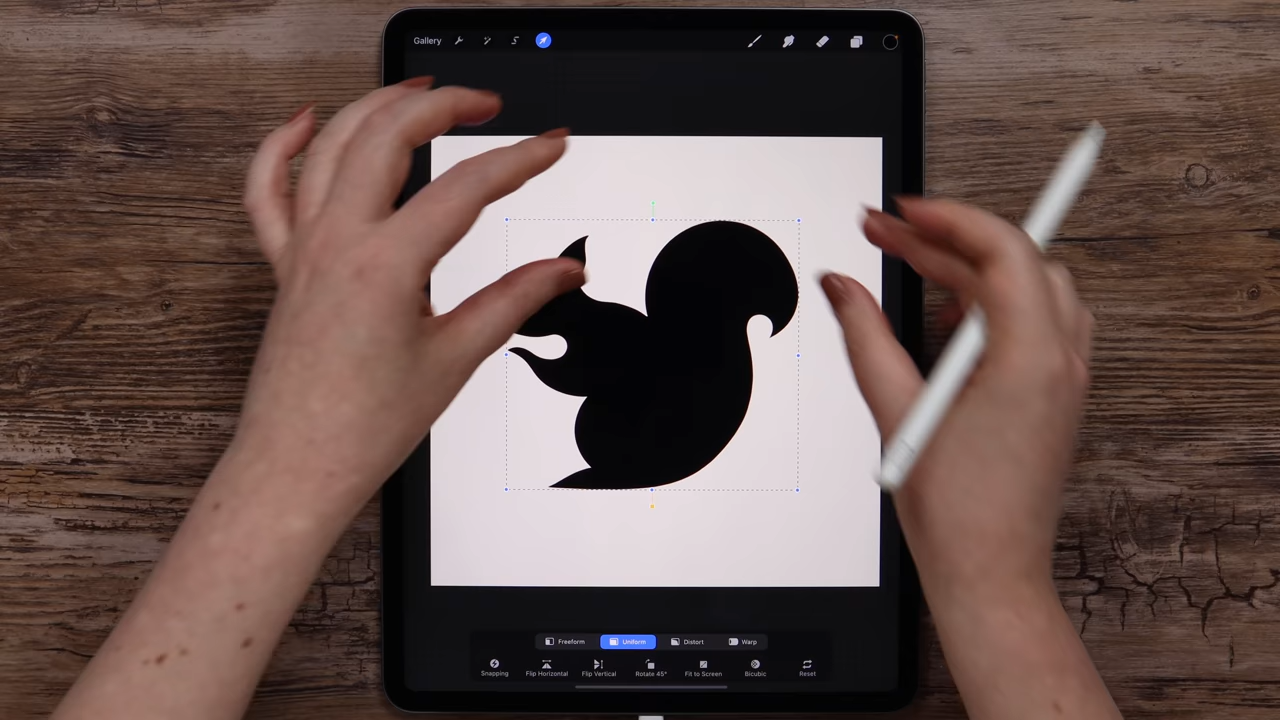 Gallery
Freeform
Uniform
Distort
Warp
Snapping
Flip Horizontal
Flip Vertical
Rotate 45°
Fit to Screen
Bicubic
Reset